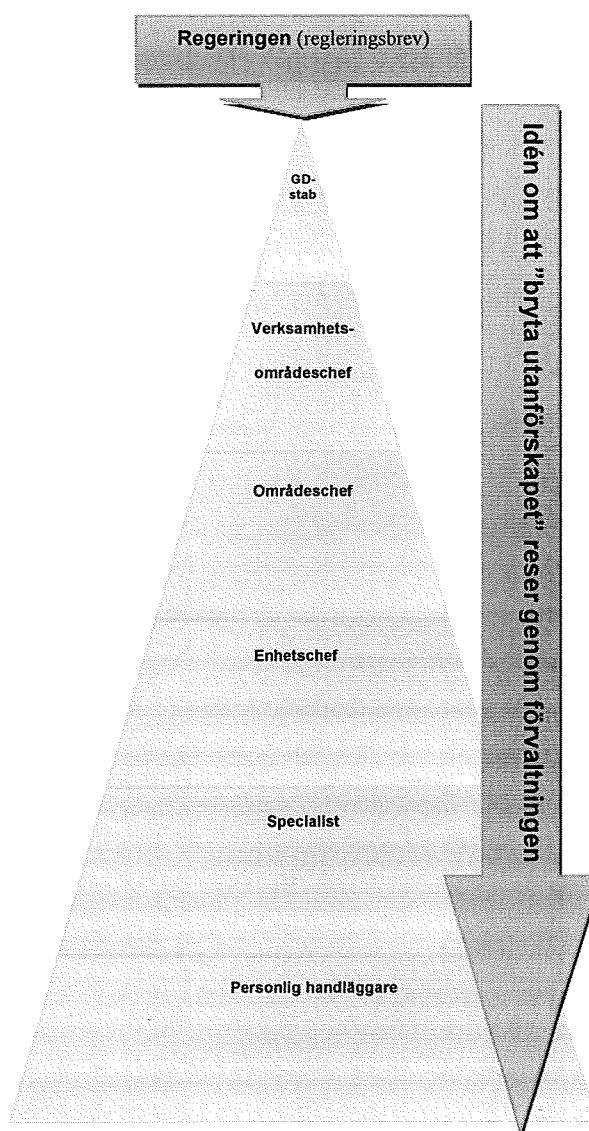 Regeringen (regleringsbrev)
GD-
stab
Verksamhets-
områdeschef
Områdeschef
Enhetschef
Specialist
Personlig handläggare
Idén om att ”bryta utanförskapet” reser genom förvaltningen